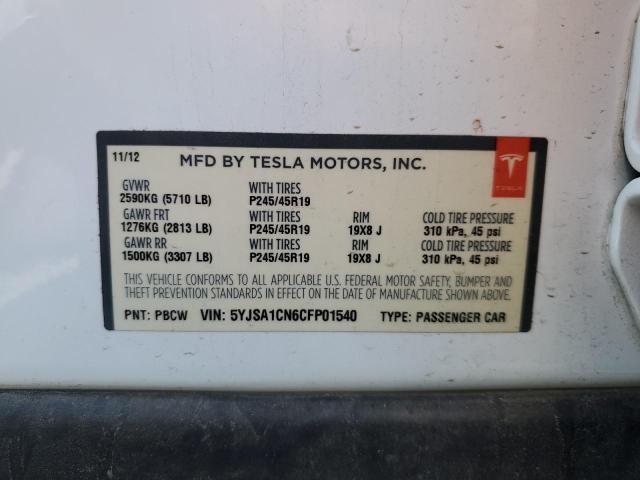 11/12 MFD BY TESLA MOTORS, INC.
TESLA
GVWR WITH TIRES
2590KG (5710 LB) P245/45R19
GAWR FRT WITH TIRES RIM COLD TIRE PRESSURE
1276KG (2813 LB) P245/45R19 19X8 J 310 kPa, 45 psi
GAWR RR WITH TIRES RIM COLD TIRE PRESSURE
1500KG (3307 LB) P245/45R19 19X8 J 310 kPa, 45 psi
THIS VEHICLE CONFORMS TO ALL APPLICABLE U.S. FEDERAL MOTOR SAFETY, BUMPER AND
THEFT PREVENTION STANDARDS IN EFFECT ON THE DATE OF MANUFACTURE SHOWN ABOVE.
PNT: PBCW VIN: 5YJSA1CN6CFP01540 TYPE: PASSENGER CAR